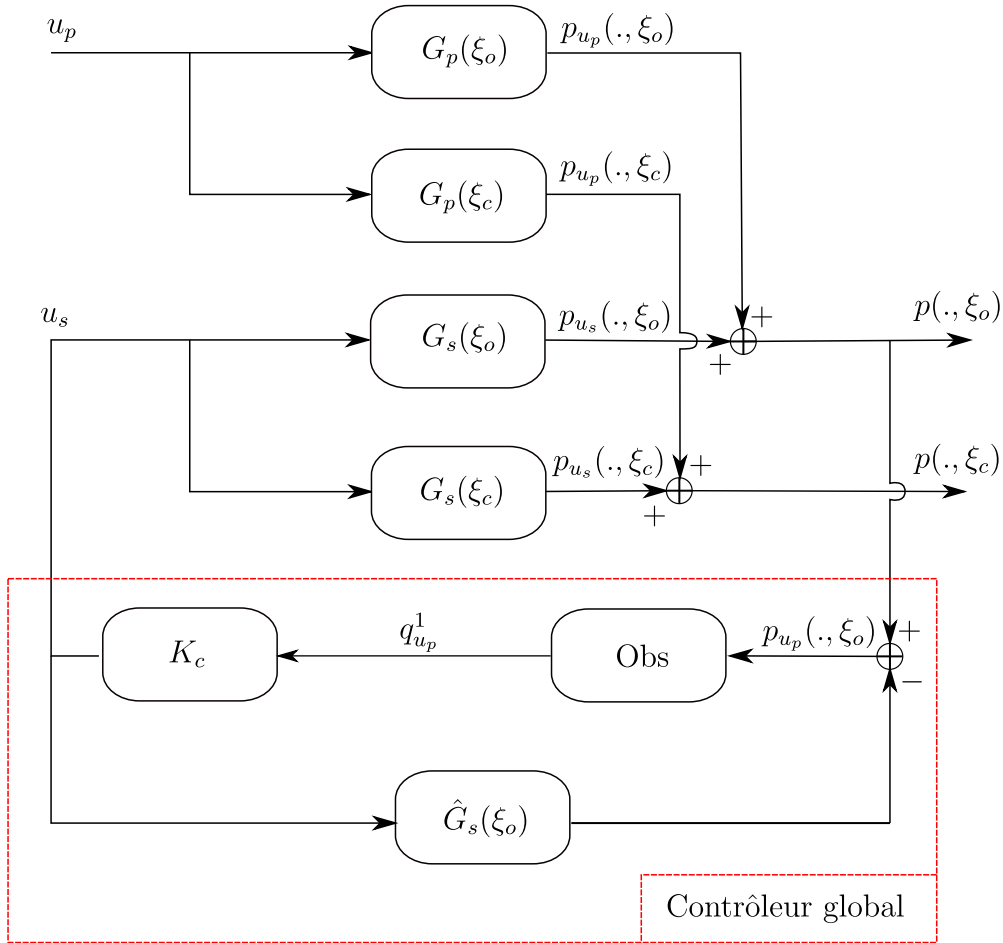 u_p
G_p(ξ_o)
p_{u_p}(., ξ_o)
G_p(ξ_c)
p_{u_p}(., ξ_c)
u_s
G_s(ξ_o)
p_{u_s}(., ξ_o)
+
+
p(., ξ_o)
G_s(ξ_c)
p_{u_s}(., ξ_c)
+
+
p(., ξ_c)
K_c
q^1_{u_p}
Obs
p_{u_p}(., ξ_o)
+
−
Ĝ_s(ξ_o)
Contrôleur global